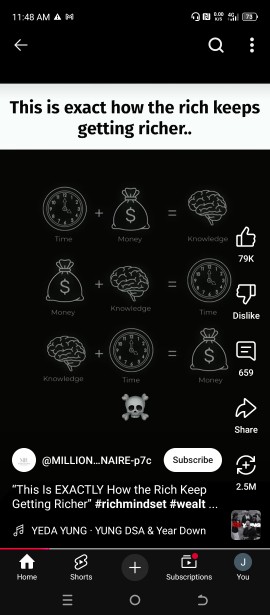 11:48 AM
0.00
K/S
4G
73
This is exact how the rich keeps
getting richer..
$
Time
Money
Knowledge
79K
$
Money
Knowledge
Time
Dislike
659
$
Knowledge
Time
Money
Share
2.5M
@MILLION...NAIRE-p7c
Subscribe
“This Is EXACTLY How the Rich Keep
Getting Richer” #richmindset #wealt ...
YEDA YUNG · YUNG DSA & Year Down
Home
Shorts
Subscriptions
J
You